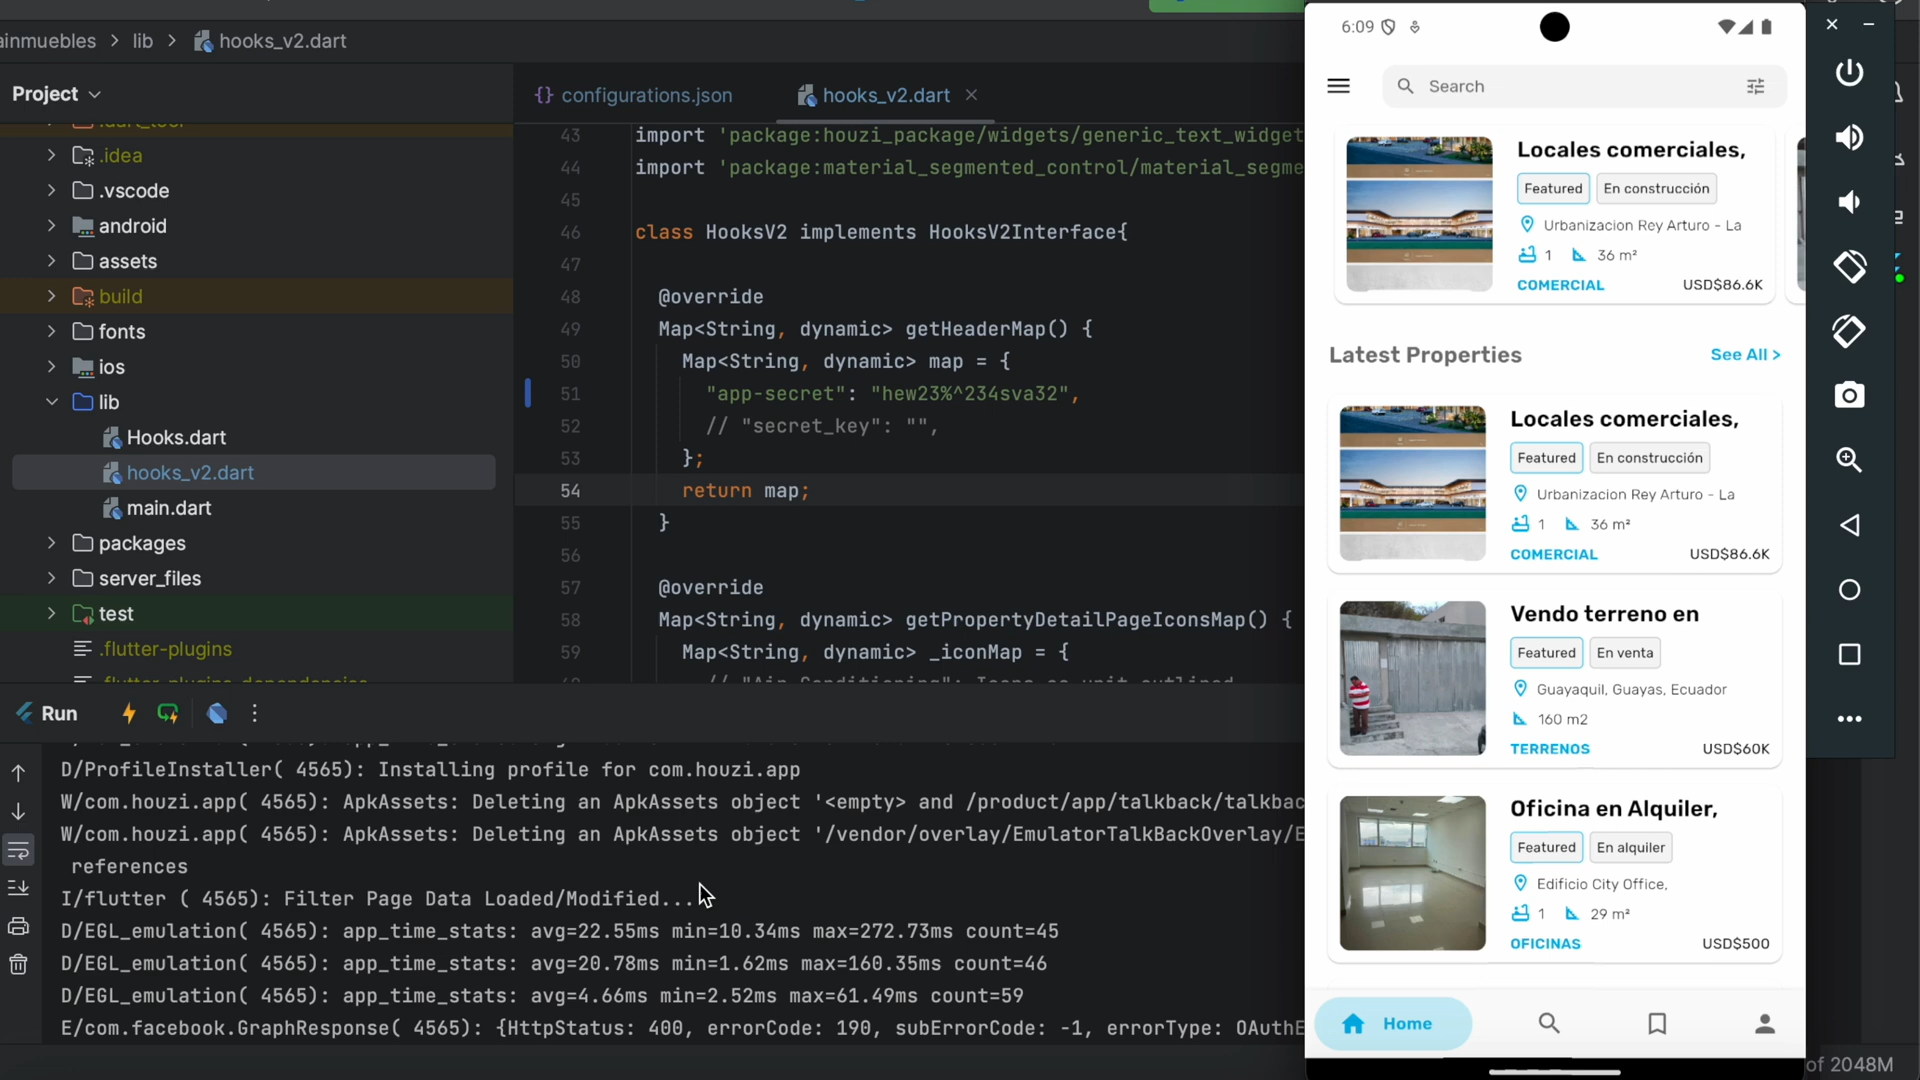 ainmuebles > lib > hooks_v2.dart
Project
.idea
.vscode
android
assets
build
fonts
ios
lib
Hooks.dart
hooks_v2.dart
main.dart
packages
server_files
test
.flutter-plugins
.flutter-plugins-dependencies
{} configurations.json
hooks_v2.dart
43 import 'package:houzi_package/widgets/generic_text_widget
44 import 'package:material_segmented_control/material_segme
45
46 class HooksV2 implements HooksV2Interface{
47
48 @override
49 Map<String, dynamic> getHeaderMap() {
50 Map<String, dynamic> map = {
51 "app-secret": "hew23%^234sva32",
52 // "secret_key": "",
53 };
54 return map;
55 }
56
57 @override
58 Map<String, dynamic> getPropertyDetailPageIconsMap() {
59 Map<String, dynamic> _iconMap = {
Run
D/ProfileInstaller( 4565): Installing profile for com.houzi.app
W/com.houzi.app( 4565): ApkAssets: Deleting an ApkAssets object '<empty> and /product/app/talkback/talkbac
W/com.houzi.app( 4565): ApkAssets: Deleting an ApkAssets object '/vendor/overlay/EmulatorTalkBackOverlay/E
references
I/flutter ( 4565): Filter Page Data Loaded/Modified...
D/EGL_emulation( 4565): app_time_stats: avg=22.55ms min=10.34ms max=272.73ms count=45
D/EGL_emulation( 4565): app_time_stats: avg=20.78ms min=1.62ms max=160.35ms count=46
D/EGL_emulation( 4565): app_time_stats: avg=4.66ms min=2.52ms max=61.49ms count=59
E/com.facebook.GraphResponse( 4565): {HttpStatus: 400, errorCode: 190, subErrorCode: -1, errorType: OAuthE
6:09
Search
Locales comerciales,
Featured En construcción
Urbanizacion Rey Arturo - La
1 36 m²
COMERCIAL USD$86.6K
Latest Properties See All >
Locales comerciales,
Featured En construcción
Urbanizacion Rey Arturo - La
1 36 m²
COMERCIAL USD$86.6K
Vendo terreno en
Featured En venta
Guayaquil, Guayas, Ecuador
160 m2
TERRENOS USD$60K
Oficina en Alquiler,
Featured En alquiler
Edificio City Office,
1 29 m²
OFICINAS USD$500
Home
of 2048M